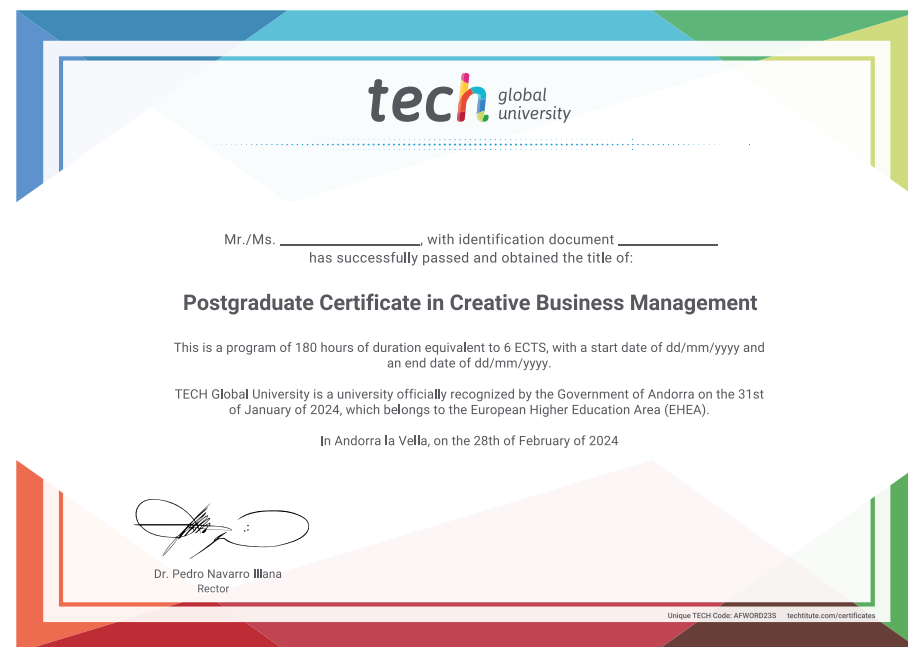 tech global university
Mr./Ms. ____________, with identification document ____________
has successfully passed and obtained the title of:
Postgraduate Certificate in Creative Business Management
This is a program of 180 hours of duration equivalent to 6 ECTS, with a start date of dd/mm/yyyy and
an end date of dd/mm/yyyy.
TECH Global University is a university officially recognized by the Government of Andorra on the 31st
of January of 2024, which belongs to the European Higher Education Area (EHEA).
In Andorra la Vella, on the 28th of February of 2024
Dr. Pedro Navarro Illana
Rector
Unique TECH Code: AFWORD23S techtitute.com/certificates